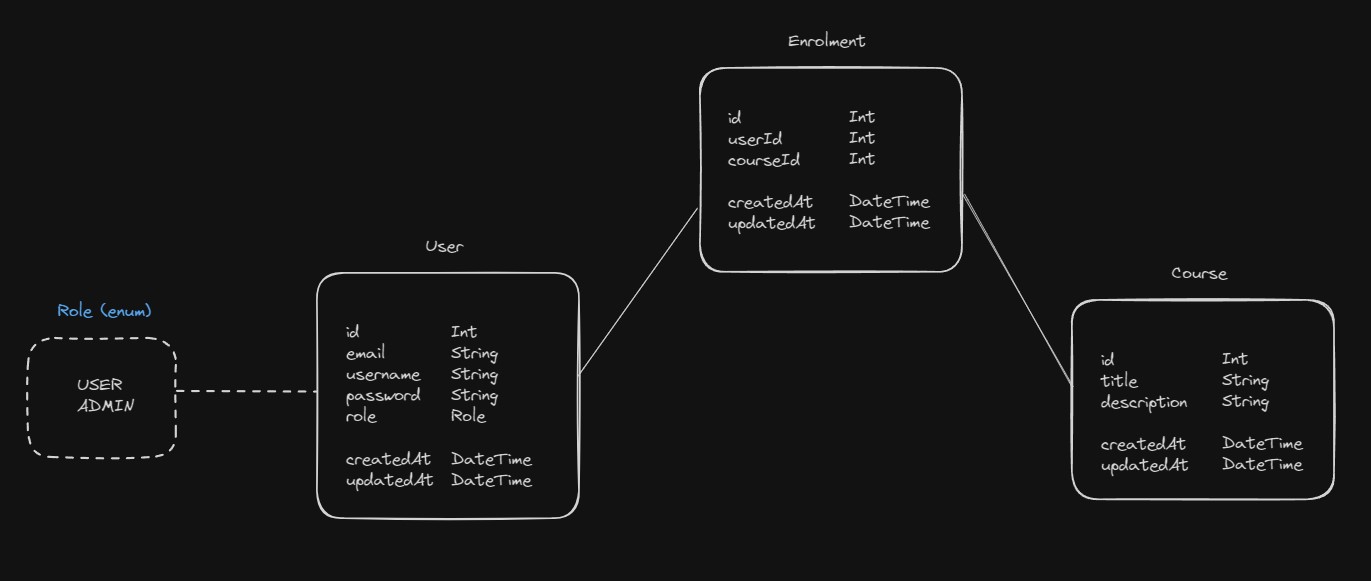 Role (enum)
USER
ADMIN
User
id Int
email String
username String
password String
role Role
createdAt DateTime
updatedAt DateTime
Enrolment
id Int
userId Int
courseId Int
createdAt DateTime
updatedAt DateTime
Course
id Int
title String
description String
createdAt DateTime
updatedAt DateTime